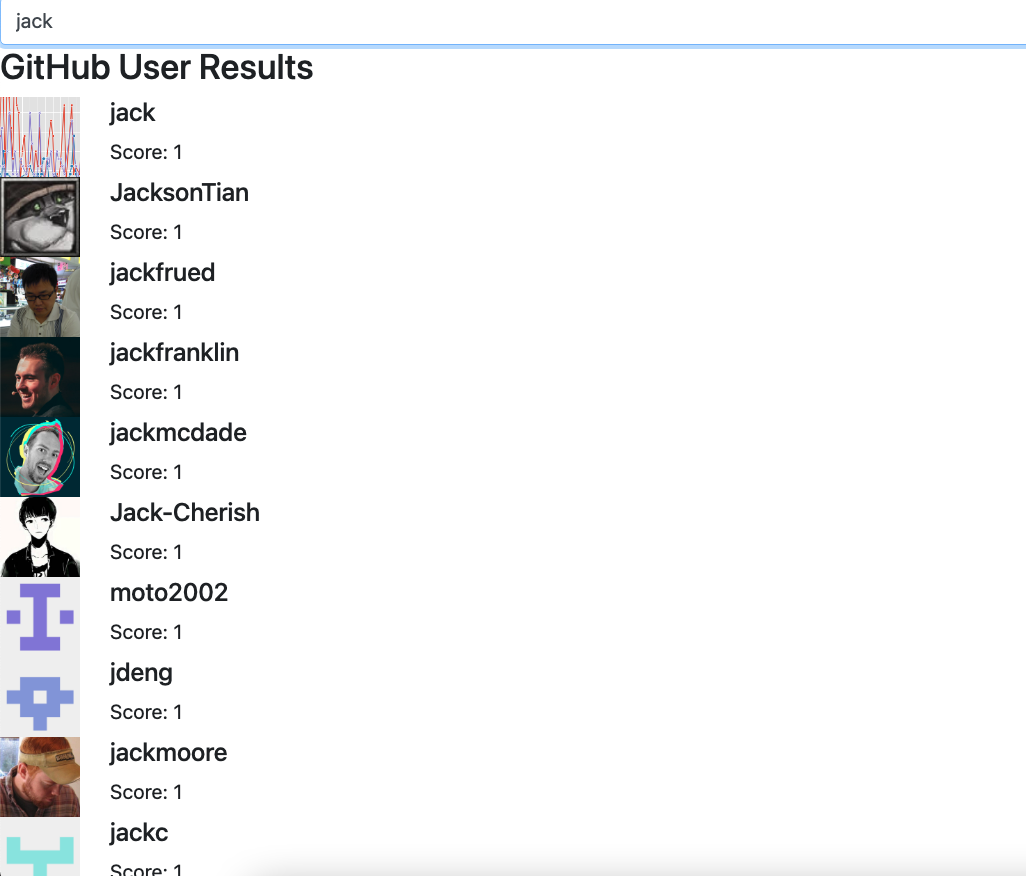 jack
GitHub User Results
jack
Score: 1
JacksonTian
Score: 1
jackfrued
Score: 1
jackfranklin
Score: 1
jackmcdade
Score: 1
Jack-Cherish
Score: 1
moto2002
Score: 1
jdeng
Score: 1
jackmoore
Score: 1
jackc
Score: 1